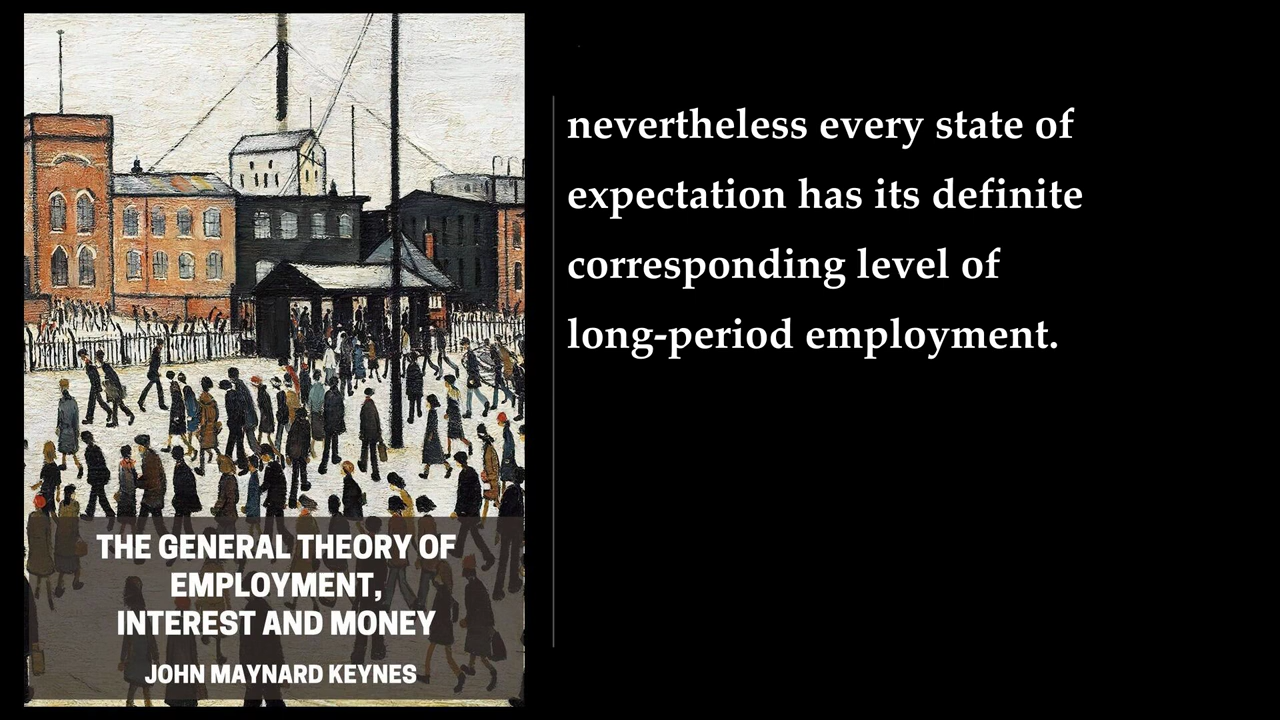 THE GENERAL THEORY OF
EMPLOYMENT,
INTEREST AND MONEY
JOHN MAYNARD KEYNES
nevertheless every state of
expectation has its definite
corresponding level of
long-period employment.